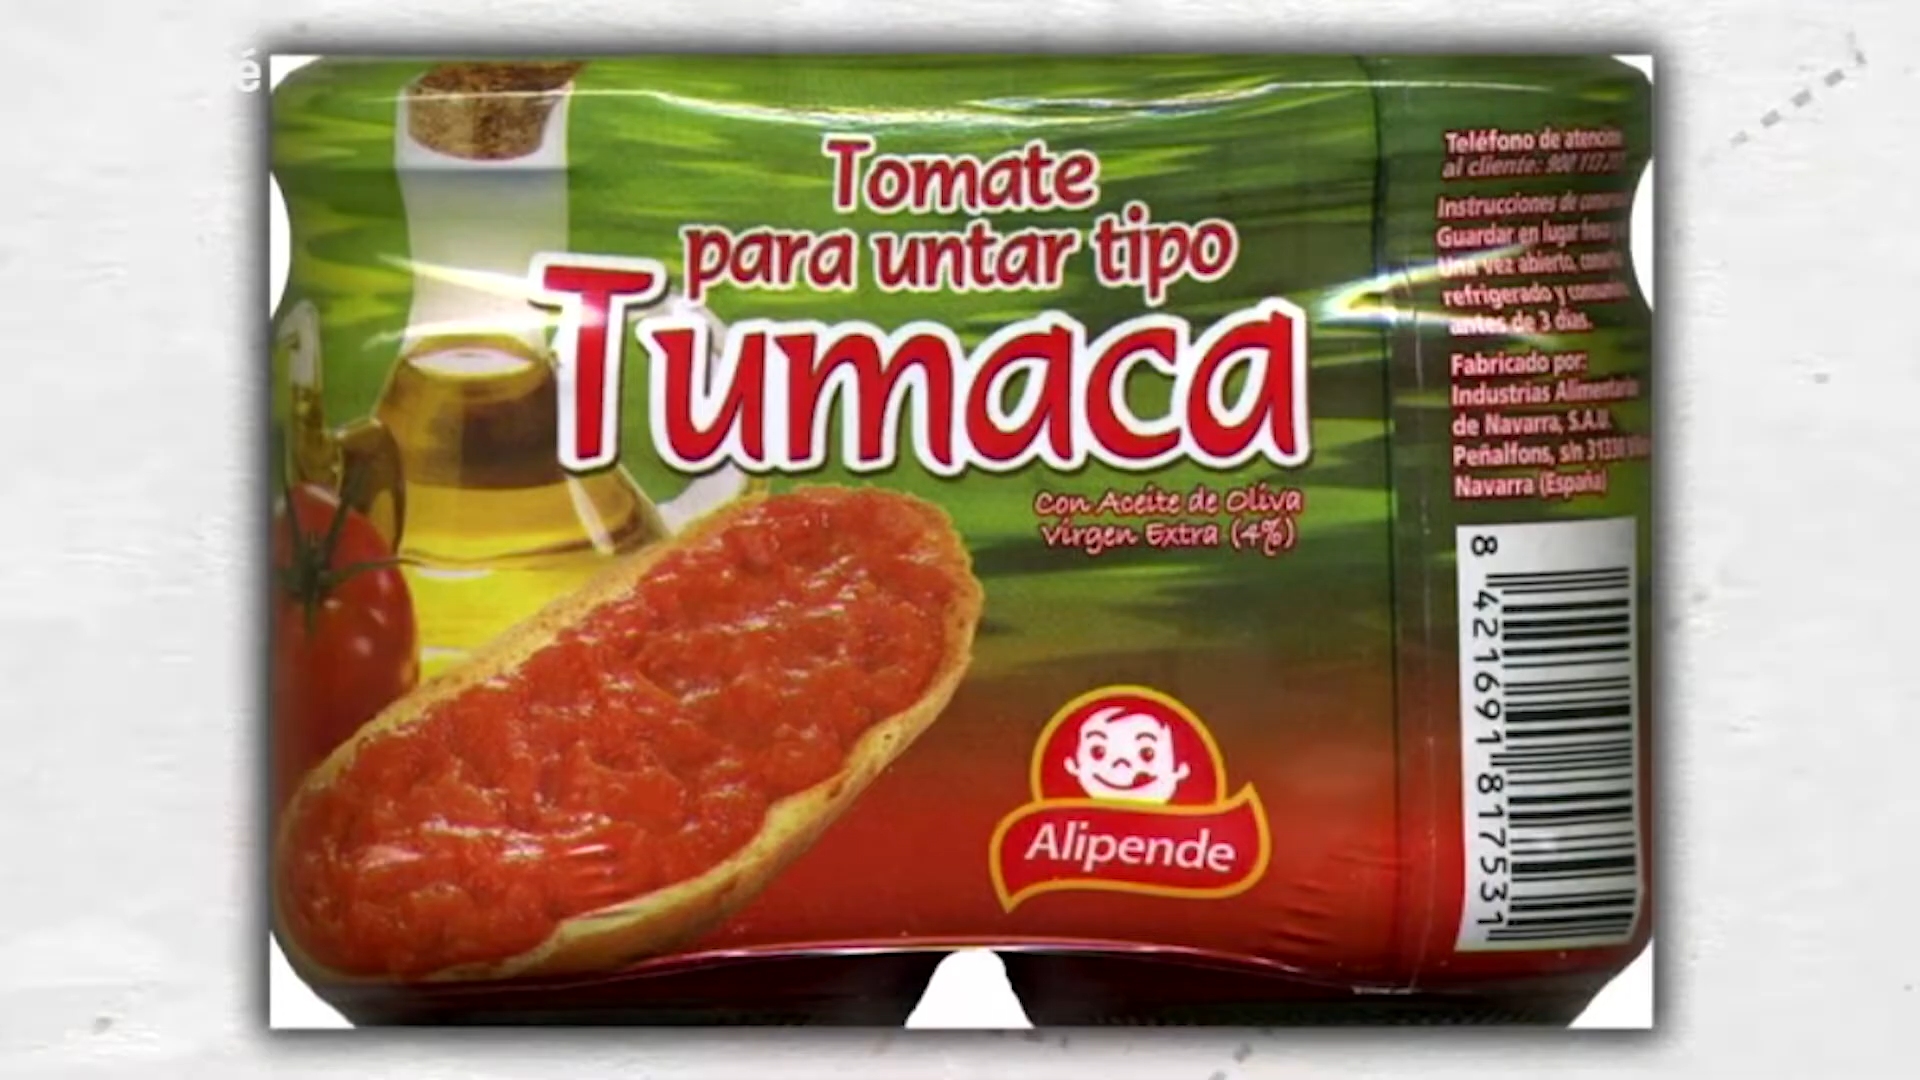 é
Tomate
para untar tipo
Tumaca
Con Aceite de Oliva
Virgen Extra (4%)
Alipende
Teléfono de atención
al cliente: 900
Instrucciones de
Guardar en lugar
Una vez abierto,
refrigerado y
antes de 3 días.
Fabricado por:
Industrias Alimentarias
de Navarra, S.A.U.
Peñalfons, s/n 31330
Navarra (España)
8 421691 817531